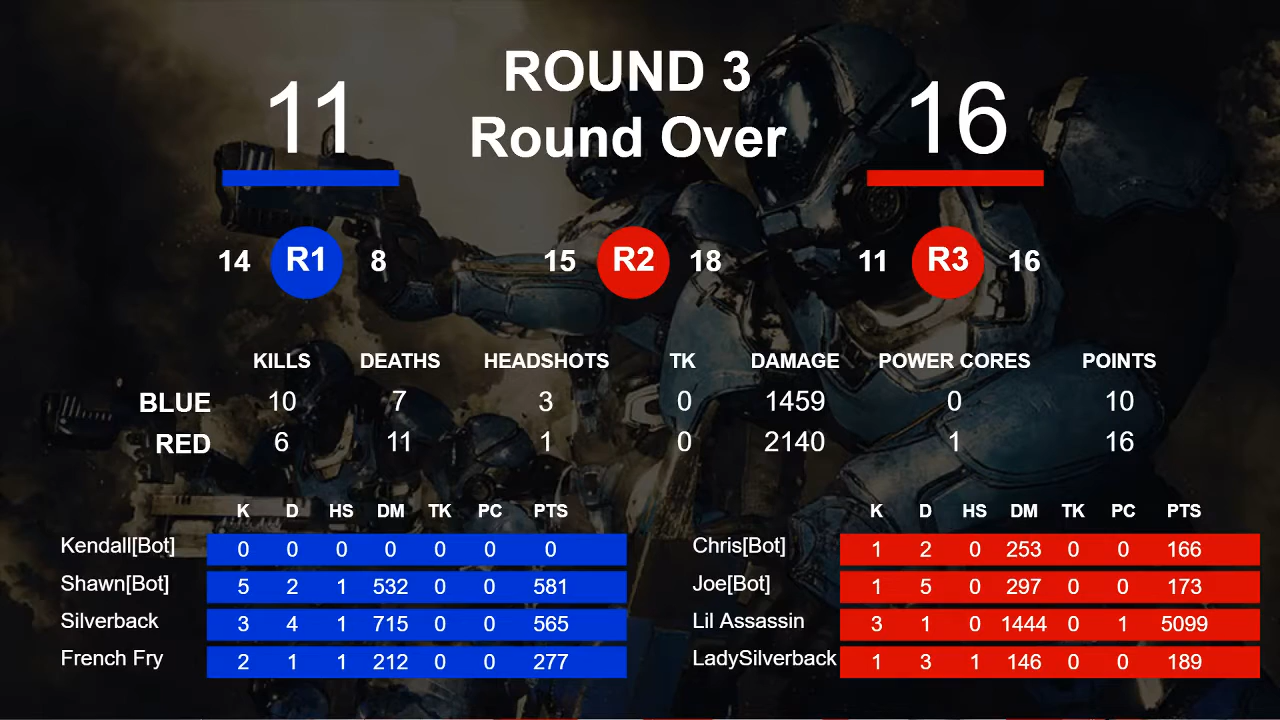 ROUND 3
Round Over
11 16
14 R1 8 15 R2 18 11 R3 16
KILLS DEATHS HEADSHOTS TK DAMAGE POWER CORES POINTS
BLUE 10 7 3 0 1459 0 10
RED 6 11 1 0 2140 1 16
K D HS DM TK PC PTS
Kendall[Bot] 0 0 0 0 0 0 0
Shawn[Bot] 5 2 1 532 0 0 581
Silverback 3 4 1 715 0 0 565
French Fry 2 1 1 212 0 0 277
K D HS DM TK PC PTS
Chris[Bot] 1 2 0 253 0 0 166
Joe[Bot] 1 5 0 297 0 0 173
Lil Assassin 3 1 0 1444 0 1 5099
LadySilverback 1 3 1 146 0 0 189